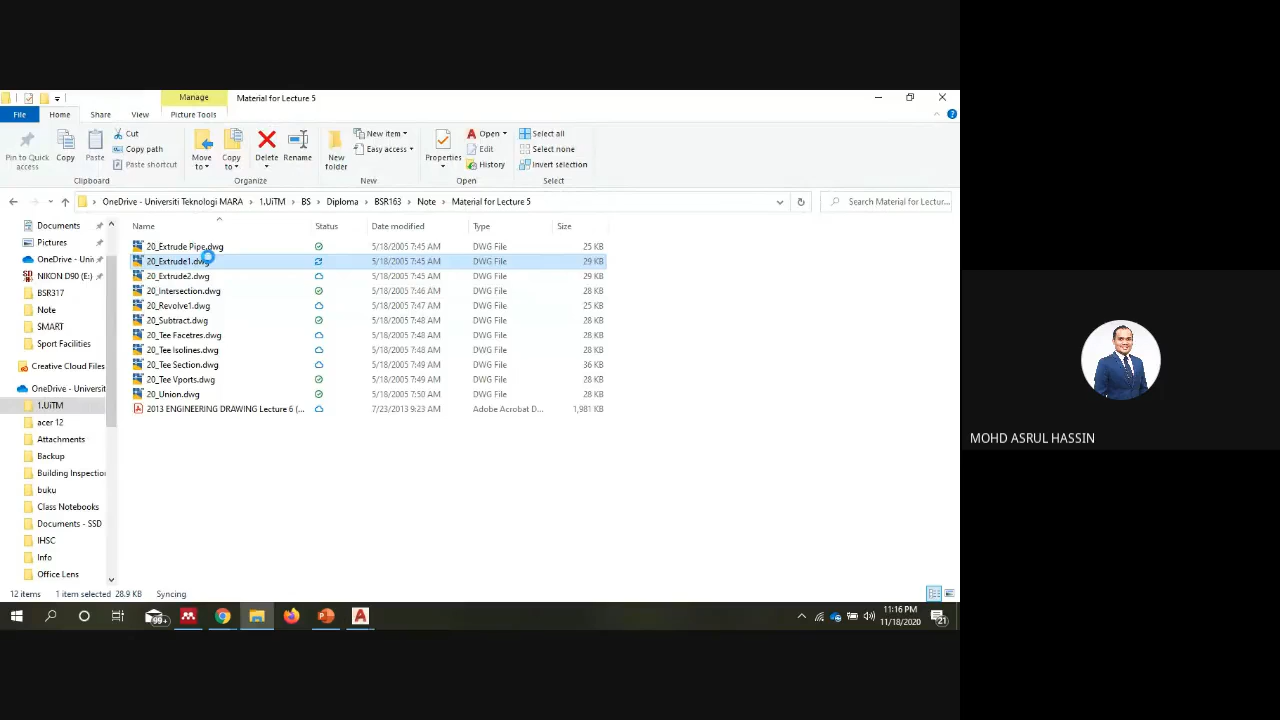 Manage
Material for Lecture 5
File
Home
Share
View
Picture Tools
Pin to Quick access
Copy
Paste
Cut
Copy path
Paste shortcut
Clipboard
Move to
Copy to
Delete
Rename
Organize
New folder
New item
Easy access
New
Properties
Open
Edit
History
Open
Select all
Select none
Invert selection
Select
OneDrive - Universiti Teknologi MARA > 1.UiTM > BS > Diploma > BSR163 > Note > Material for Lecture 5
Search Material for Lectur...
Documents
Pictures
OneDrive - Uni
NIKON D90 (E:)
BSR317
Note
SMART
Sport Facilities
Creative Cloud Files
OneDrive - Universit
1.UiTM
acer 12
Attachments
Backup
Building Inspection
buku
Class Notebooks
Documents - SSD
IHSC
Info
Office Lens
Name Status Date modified Type Size
20_Extrude Pipe.dwg 5/18/2005 7:45 AM DWG File 25 KB
20_Extrude1.dwg 5/18/2005 7:45 AM DWG File 29 KB
20_Extrude2.dwg 5/18/2005 7:45 AM DWG File 29 KB
20_Intersection.dwg 5/18/2005 7:46 AM DWG File 28 KB
20_Revolve1.dwg 5/18/2005 7:47 AM DWG File 25 KB
20_Subtract.dwg 5/18/2005 7:48 AM DWG File 28 KB
20_Tee Facetres.dwg 5/18/2005 7:48 AM DWG File 28 KB
20_Tee Isolines.dwg 5/18/2005 7:48 AM DWG File 28 KB
20_Tee Section.dwg 5/18/2005 7:49 AM DWG File 36 KB
20_Tee Vports.dwg 5/18/2005 7:49 AM DWG File 28 KB
20_Union.dwg 5/18/2005 7:50 AM DWG File 28 KB
2013 ENGINEERING DRAWING Lecture 6 (... 7/23/2013 9:23 AM Adobe Acrobat D... 1,981 KB
12 items 1 item selected 28.9 KB Syncing
99+
11:16 PM
11/18/2020
21
MOHD ASRUL HASSIN